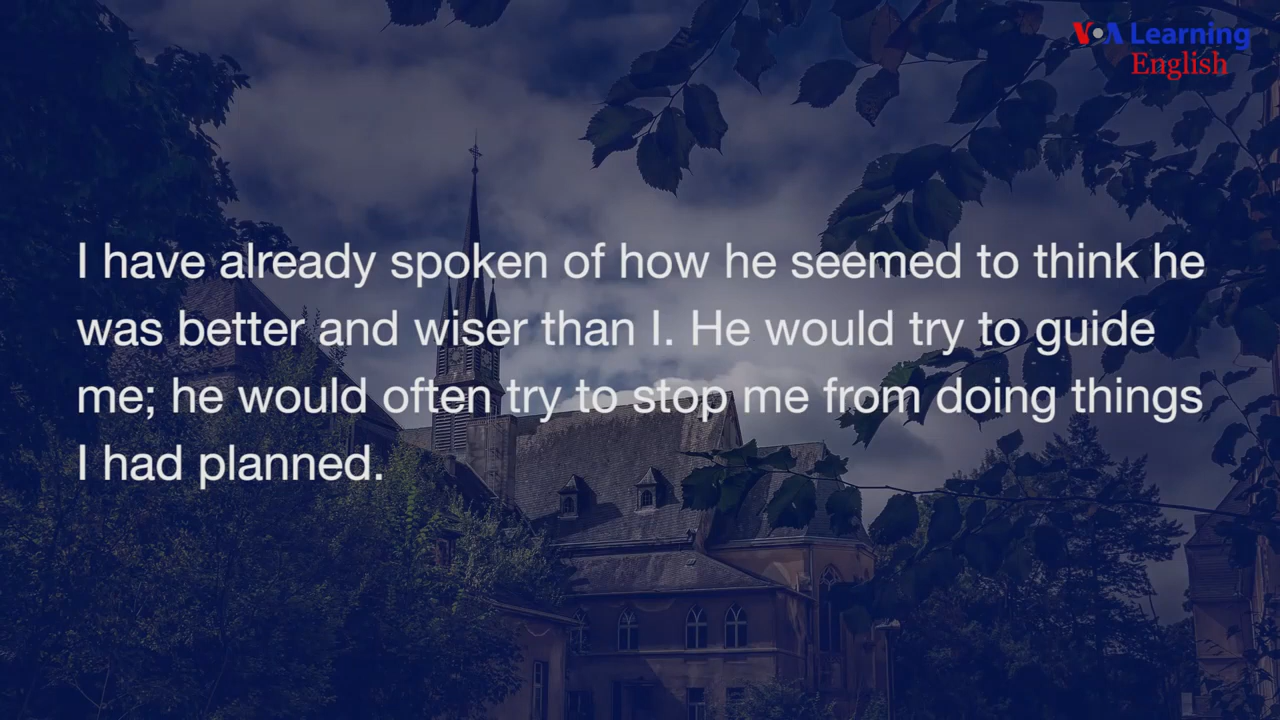 VOA Learning
English
I have already spoken of how he seemed to think he
was better and wiser than I. He would try to guide
me; he would often try to stop me from doing things
I had planned.